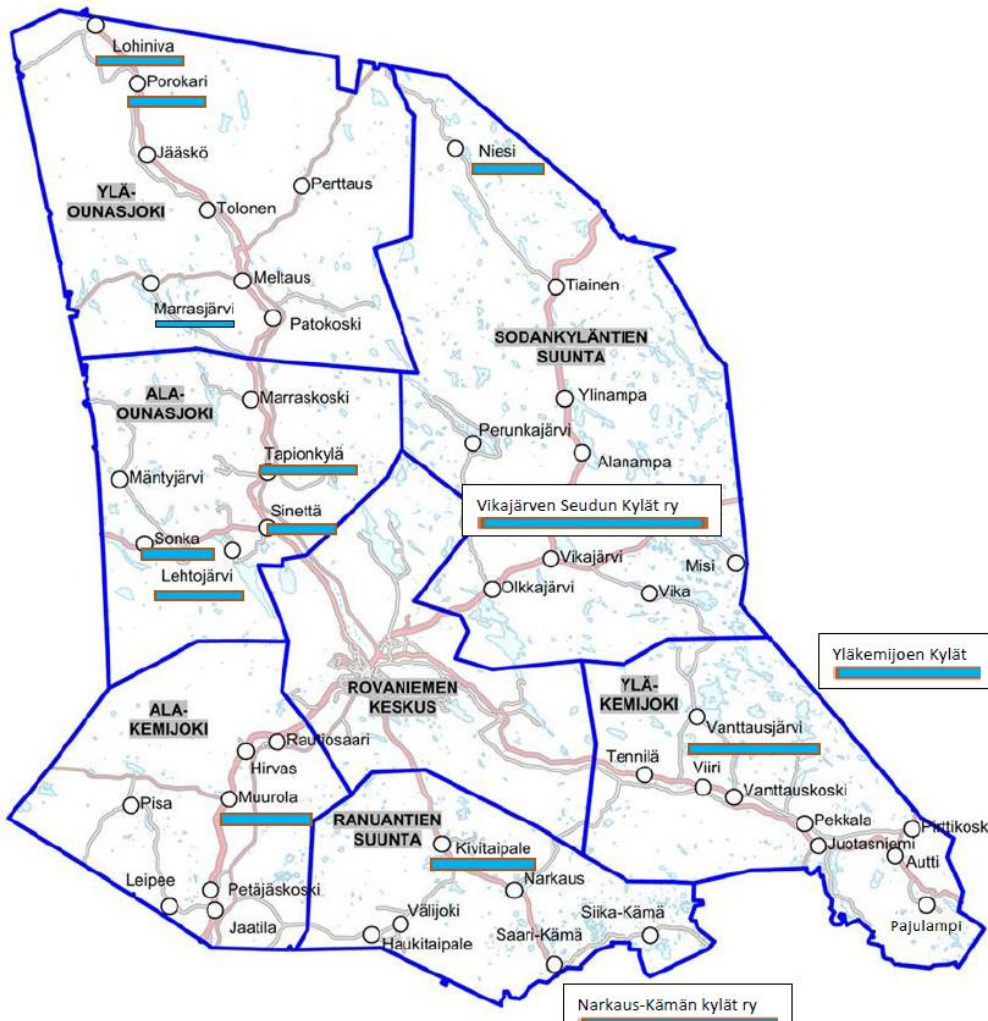 Lohiniva
Porokari
Jääskö
Niesi
Perttaus
YLÄ-
OUNASJOKI
Tolonen
Meltaus
Tiainen
Marrasjärvi
Patokoski
SODANKYLÄNTIEN
SUUNTA
ALA-
OUNASJOKI
Marraskoski
Ylinampa
Perunkajärvi
Tapionkylä
Alanampa
Mäntyjärvi
Vikajärven Seudun Kylät ry
Sinettä
Sonka
Lehtojärvi
Vikajärvi
Misi
Olkkajärvi
Vika
Yläkemijoen Kylät
ROVANIEMEN
KESKUS
YLÄ-
KEMIJOKI
ALA-
KEMIJOKI
Vanttausjärvi
Rautiosaari
Hirvas
Tennilä
Viiri
Vanttauskoski
Pisa
Muurola
RANUANTIEN
SUUNTA
Pekkala
Pirttikosk
Juotasniemi
Kivitaipale
Autti
Leipee
Petäjäskoski
Narkaus
Pajulampi
Jaatila
Välijoki
Siika-Kämä
Haukitaipale
Saari-Kämä
Narkaus-Kämän kylät ry